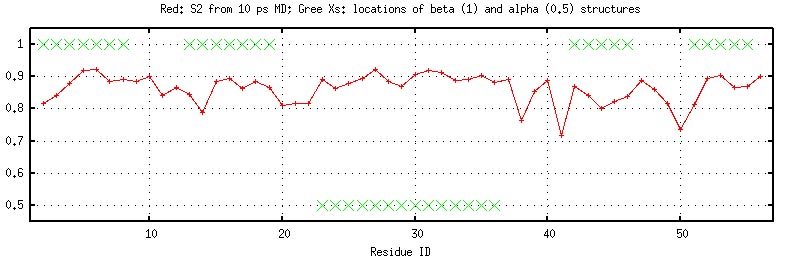 Red: S2 from 10 ps MD; Gree Xs: locations of beta (1) and alpha (0.5) structures
1
0.9
0.8
0.7
0.6
0.5
10 20 30 40 50
Residue ID